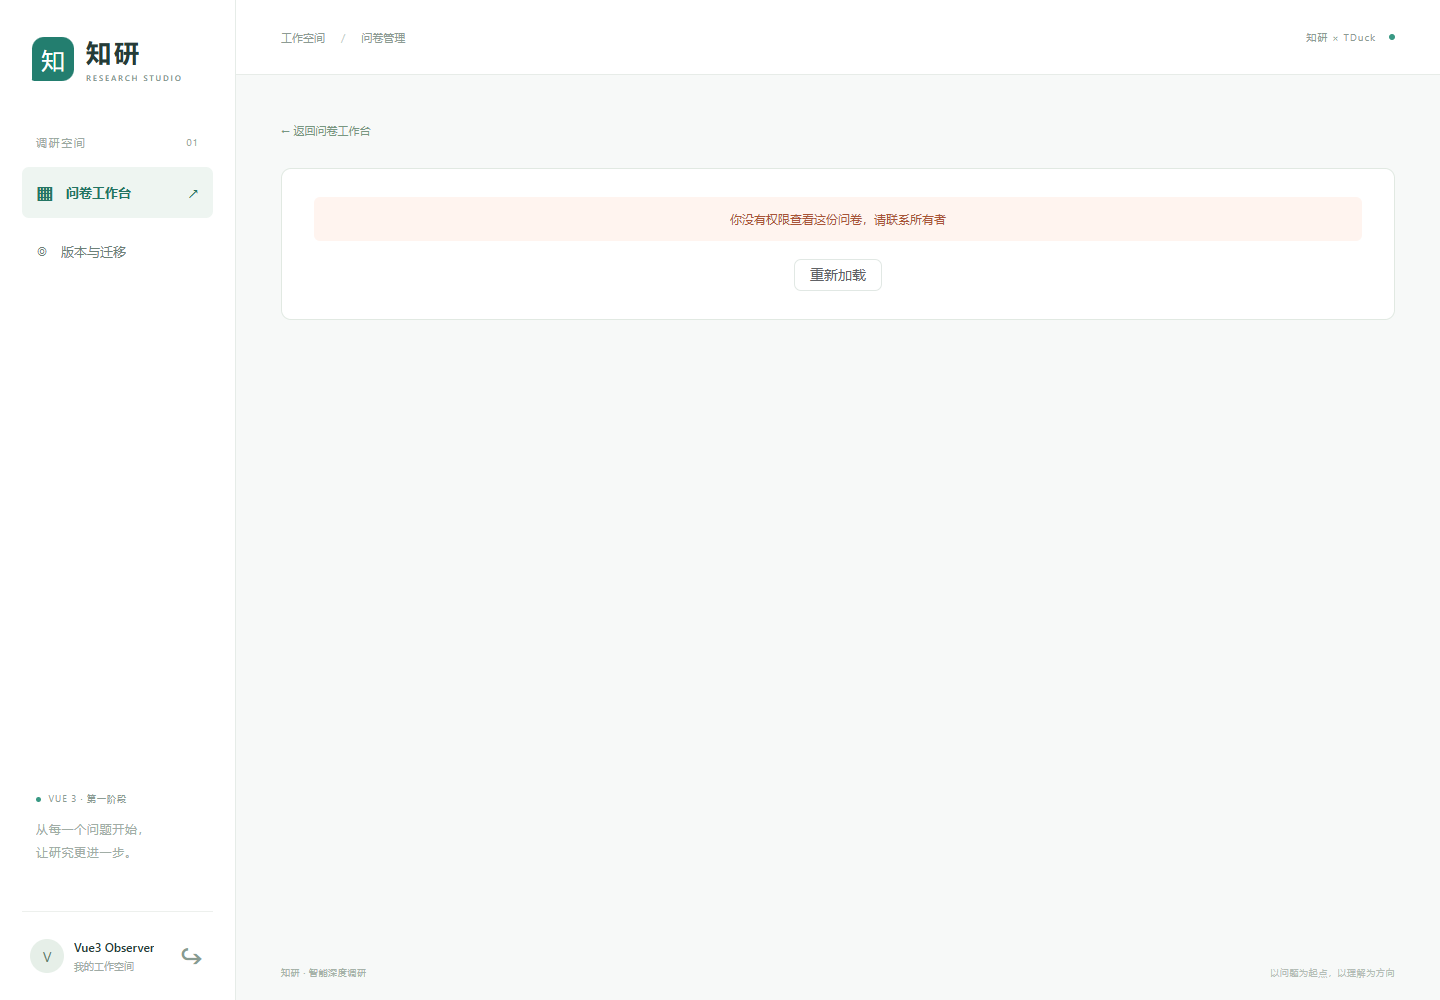 知
知研
RESEARCH STUDIO
调研空间 01
问卷工作台 ↗
版本与迁移
VUE 3 · 第一阶段
从每一个问题开始，
让研究更进一步。
V
Vue3 Observer
我的工作空间
工作空间 / 问卷管理
知研 × TDuck
← 返回问卷工作台
你没有权限查看这份问卷，请联系所有者
重新加载
知研 · 智能深度调研
以问题为起点，以理解为方向